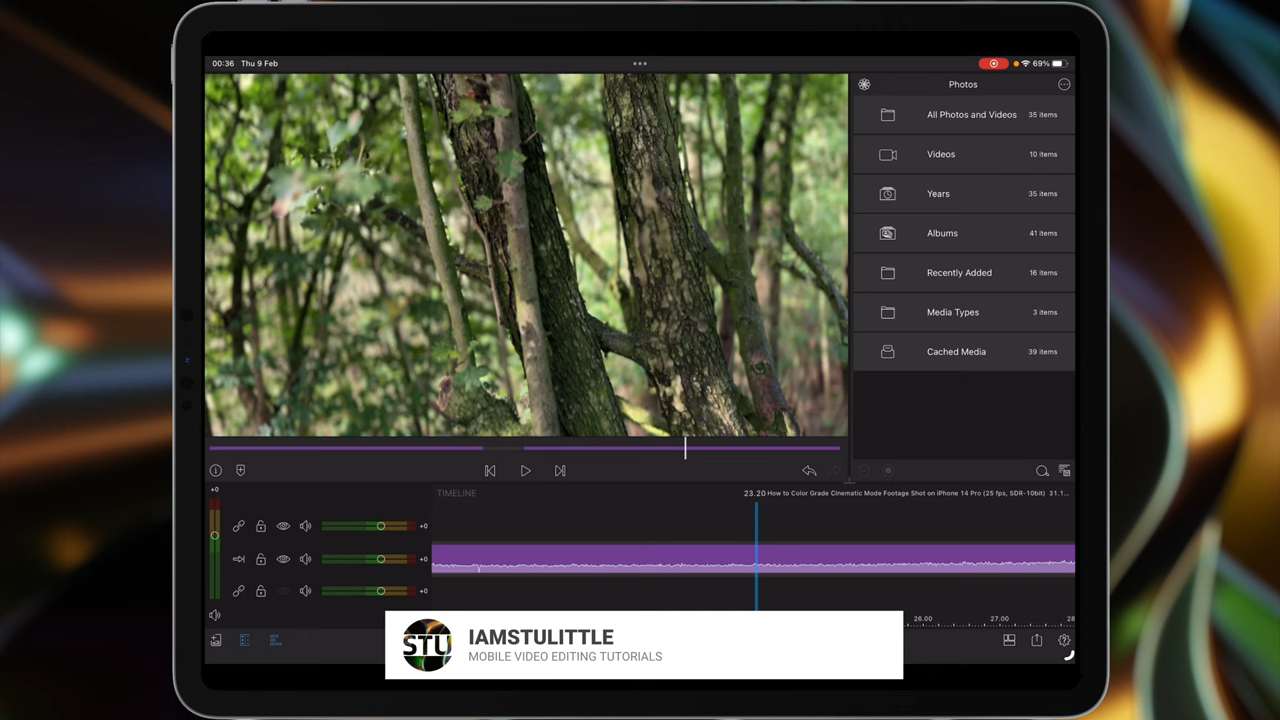 00:36 Thu 9 Feb
69%
Photos
All Photos and Videos 35 items
Videos 10 items
Years 35 items
Albums 41 items
Recently Added 16 items
Media Types 3 items
Cached Media 39 items
+0
TIMELINE
23.20 How to Color Grade Cinematic Mode Footage Shot on iPhone 14 Pro (25 fps, SDR-10bit) 31.1...
+0
+0
+0
26.00 27.00 28
STU
IAMSTULITTLE
MOBILE VIDEO EDITING TUTORIALS